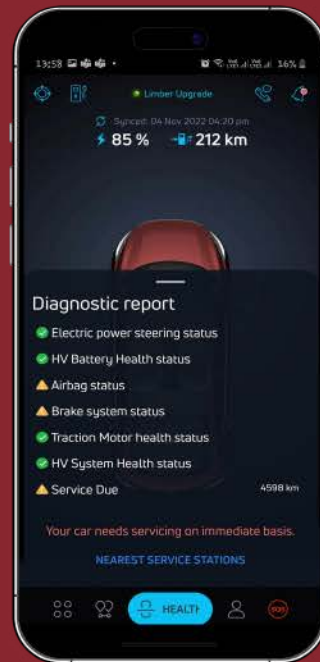 13:58 16%
Limber Upgrade
Synced: 04 Nov 2022 04:20 pm
85 % 212 km
Diagnostic report
Electric power steering status
HV Battery Health status
Airbag status
Brake system status
Traction Motor health status
HV System Health status
Service Due 4598 km
Your car needs servicing on immediate basis.
NEAREST SERVICE STATIONS
HEALTH SOS